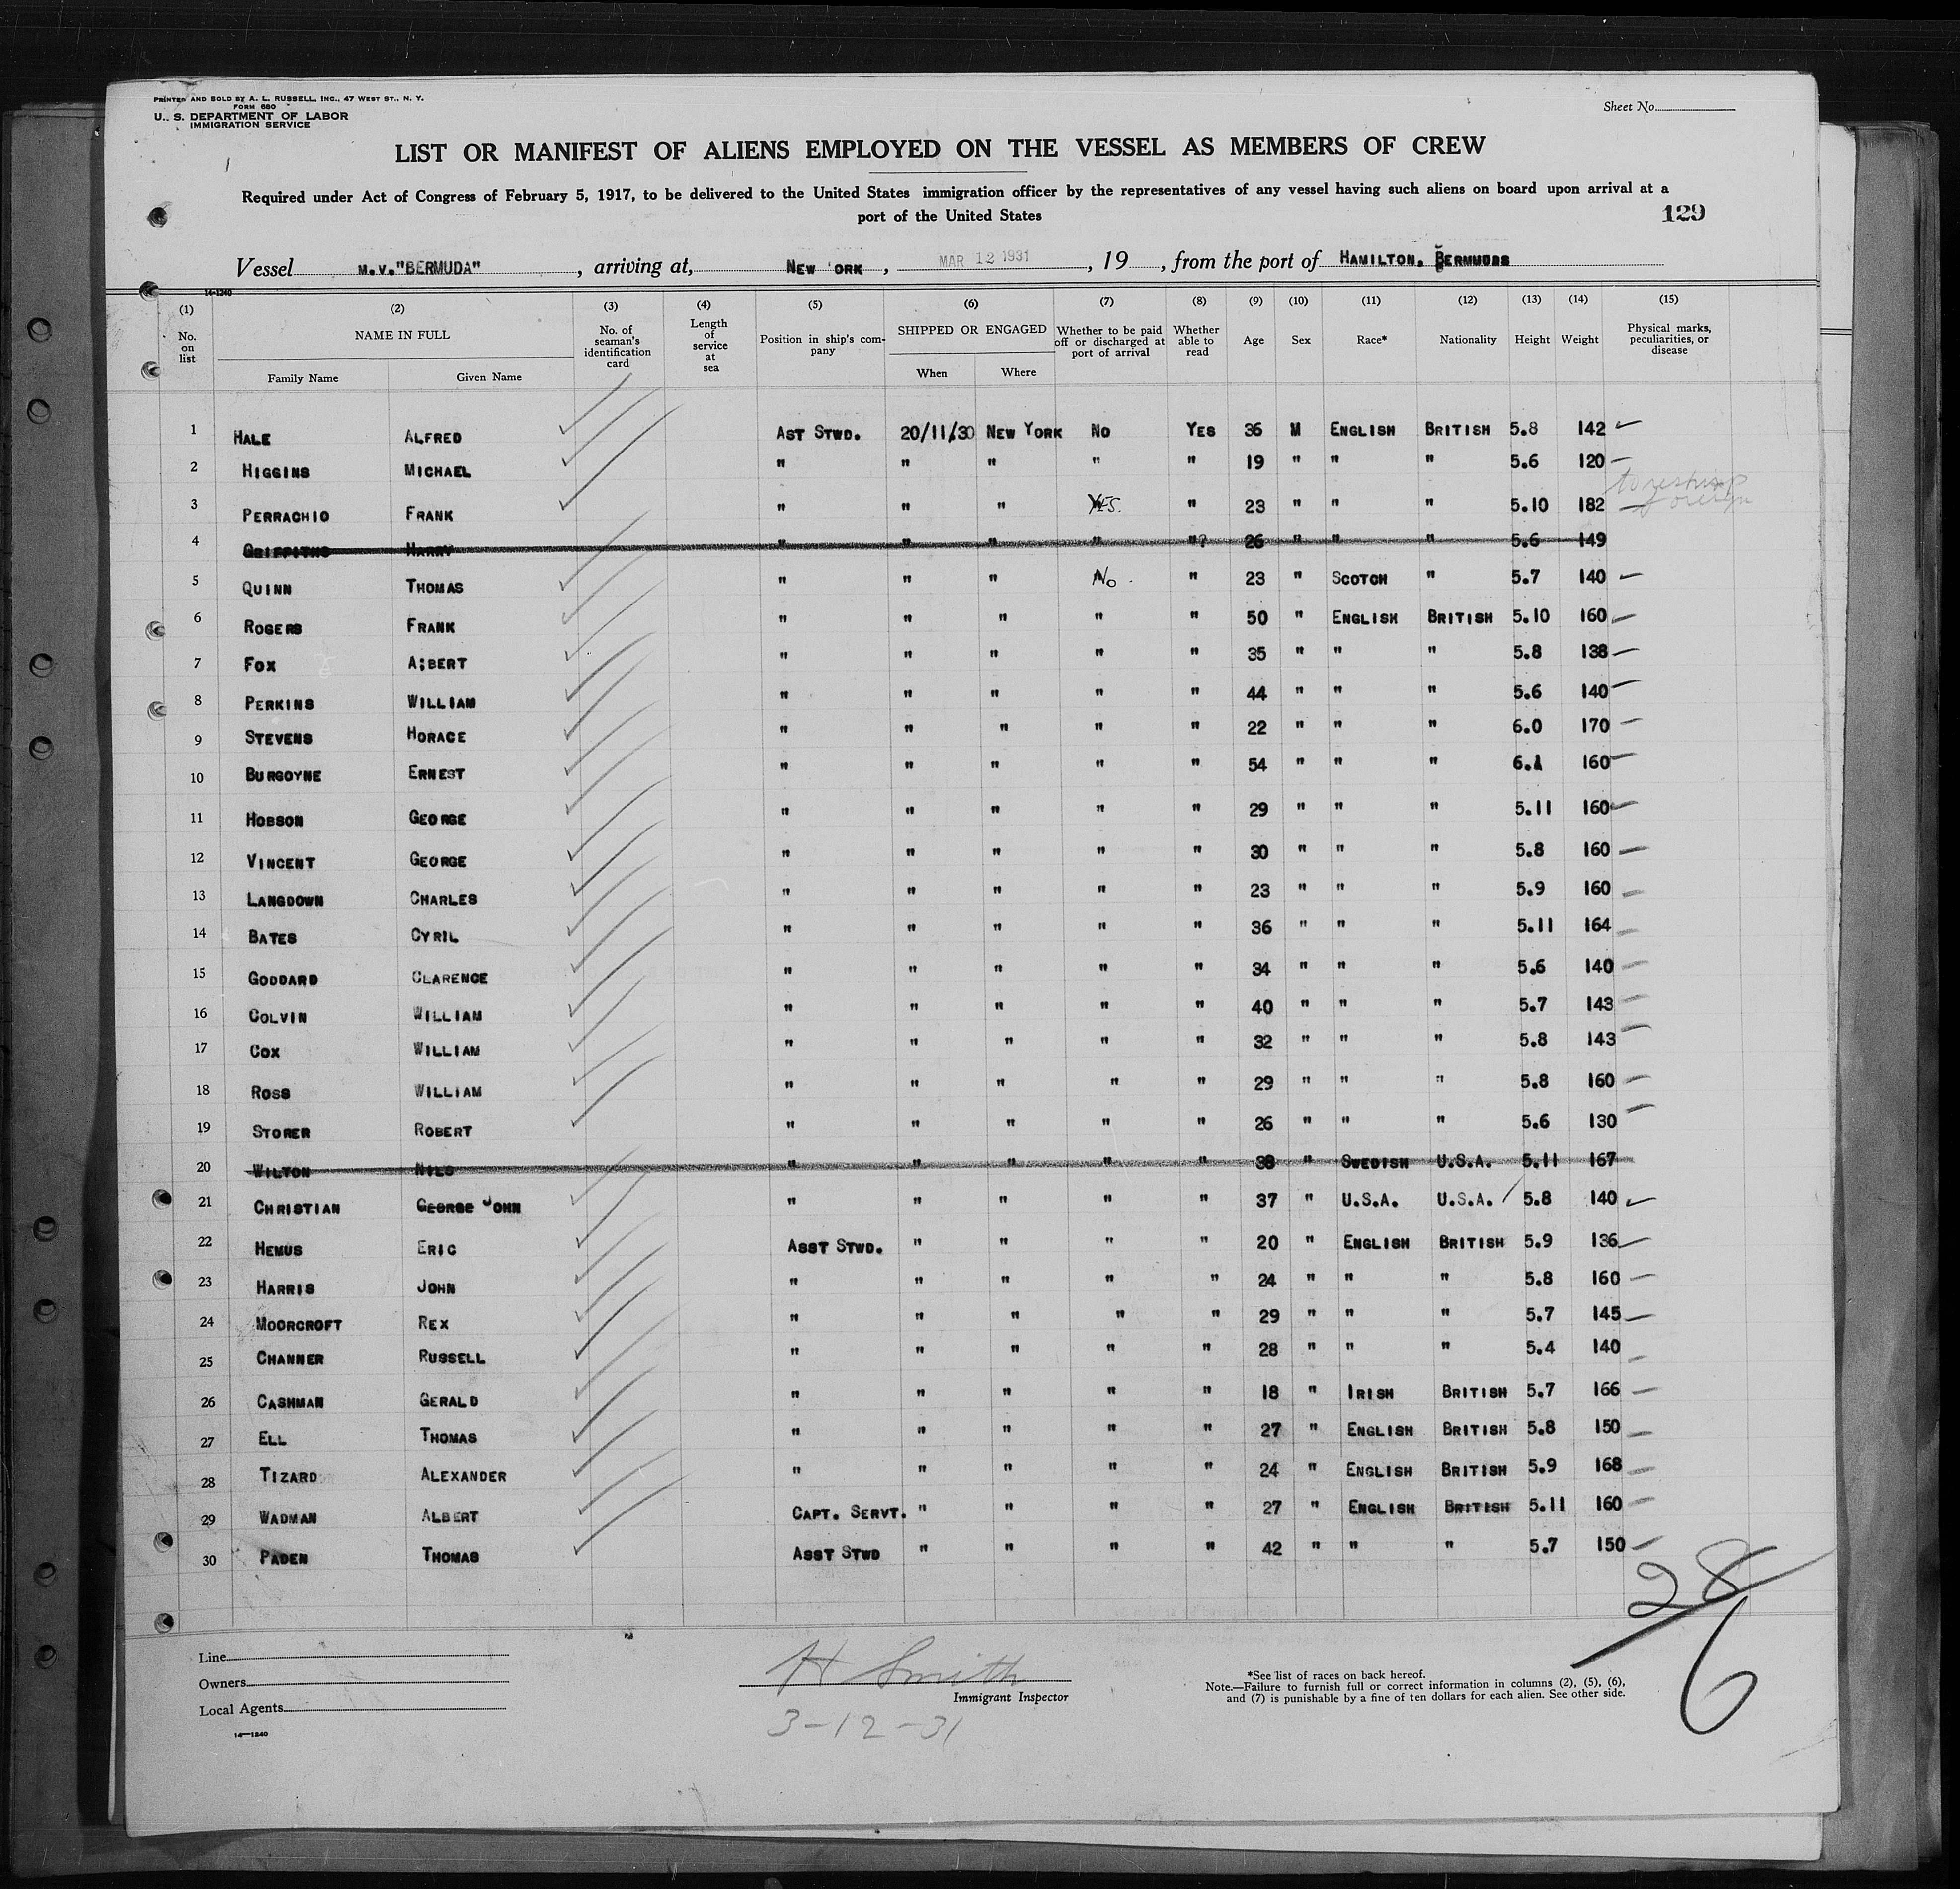 PRINTED AND SOLD BY A. L. RUSSELL, INC., 47 WEST ST., N. Y.
FORM 680
U. S. DEPARTMENT OF LABOR
IMMIGRATION SERVICE
Sheet No.
LIST OR MANIFEST OF ALIENS EMPLOYED ON THE VESSEL AS MEMBERS OF CREW
Required under Act of Congress of February 5, 1917, to be delivered to the United States immigration officer by the representatives of any vessel having such aliens on board upon arrival at a
port of the United States
129
Vessel M.V."BERMUDA" , arriving at, NEW ORK , MAR 12 1931 , 19 , from the port of HAMILTON. BERMUDS
14-1240
(1) No. on list (2) NAME IN FULL Family Name Given Name (3) No. of seaman's identification card (4) Length of service at sea (5) Position in ship's company (6) SHIPPED OR ENGAGED When Where (7) Whether to be paid off or discharged at port of arrival (8) Whether able to read (9) Age (10) Sex (11) Race* (12) Nationality (13) Height (14) Weight (15) Physical marks, peculiarities, or disease
1 HALE ALFRED AST STWD. 20/11/30 NEW YORK NO YES 36 M ENGLISH BRITISH 5.8 142
2 HIGGINS MICHAEL " " " " " 19 " " " 5.6 120
3 PERRACHIO FRANK " " " YES. " 23 " " " 5.10 182 to reship foreign
4 GRIFFITHS HARRY " " " " "? 26 " " " 5.6 149
5 QUINN THOMAS " " " No. " 23 " SCOTCH " 5.7 140
6 ROGERS FRANK " " " " " 50 " ENGLISH BRITISH 5.10 160
7 FOX A;BERT " " " " " 35 " " " 5.8 138
8 PERKINS WILLIAM " " " " " 44 " " " 5.6 140
9 STEVENS HORACE " " " " " 22 " " " 6.0 170
10 BURGOYNE ERNEST " " " " " 54 " " " 6.1 160
11 HOBSON GEORGE " " " " " 29 " " " 5.11 160
12 VINCENT GEORGE " " " " " 30 " " " 5.8 160
13 LANGDOWN CHARLES " " " " " 23 " " " 5.9 160
14 BATES CYRIL " " " " " 36 " " " 5.11 164
15 GODDARD CLARENCE " " " " " 34 " " " 5.6 140
16 COLVIN WILLIAM " " " " " 40 " " " 5.7 143
17 COX WILLIAM " " " " " 32 " " " 5.8 143
18 ROSS WILLIAM " " " " " 29 " " " 5.8 160
19 STORER ROBERT " " " " " 26 " " " 5.6 130
20 WILTON NILS " " " " " 38 " SWEDISH U.S.A. 5.11 167
21 CHRISTIAN GEORGE JOHN " " " " " 37 " U.S.A. U.S.A. 5.8 140
22 HEMUS ERIC ASST STWD. " " " " 20 " ENGLISH BRITISH 5.9 136
23 HARRIS JOHN " " " " " 24 " " " 5.8 160
24 MOORCROFT REX " " " " " 29 " " " 5.7 145
25 CHANNER RUSSELL " " " " " 28 " " " 5.4 140
26 CASHMAN GERALD " " " " " 18 " IRISH BRITISH 5.7 166
27 ELL THOMAS " " " " " 27 " ENGLISH BRITISH 5.8 150
28 TIZARD ALEXANDER " " " " " 24 " ENGLISH BRITISH 5.9 168
29 WADMAN ALBERT CAPT. SERVT. " " " " 27 " ENGLISH BRITISH 5.11 160
30 PADEN THOMAS ASST STWD " " " " 42 " " " 5.7 150
28
6
Line
Owners
Local Agents
14—1240
H Smith
Immigrant Inspector
3-12-31
*See list of races on back hereof.
Note.—Failure to furnish full or correct information in columns (2), (5), (6),
and (7) is punishable by a fine of ten dollars for each alien. See other side.